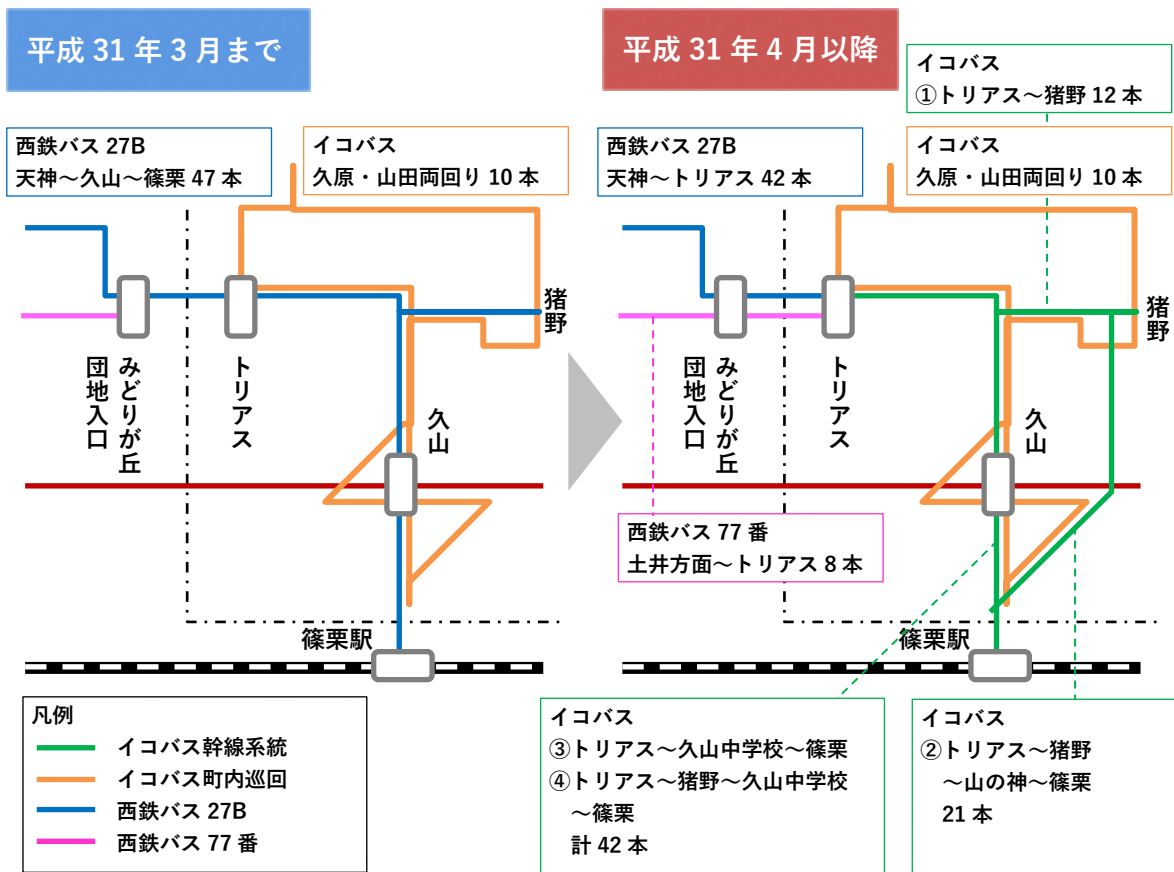 平成 31 年 3 月まで
西鉄バス 27B
天神～久山～篠栗 47 本
イコバス
久原・山田両回り 10 本
猪野
みどりが丘
団地入口
トリアス
久山
篠栗駅
凡例
イコバス幹線系統
イコバス町内巡回
西鉄バス 27B
西鉄バス 77 番
平成 31 年 4 月以降
イコバス
①トリアス～猪野 12 本
西鉄バス 27B
天神～トリアス 42 本
イコバス
久原・山田両回り 10 本
猪野
みどりが丘
団地入口
トリアス
久山
西鉄バス 77 番
土井方面～トリアス 8 本
篠栗駅
イコバス
③トリアス～久山中学校～篠栗
④トリアス～猪野～久山中学校
～篠栗
計 42 本
イコバス
②トリアス～猪野
～山の神～篠栗
21 本